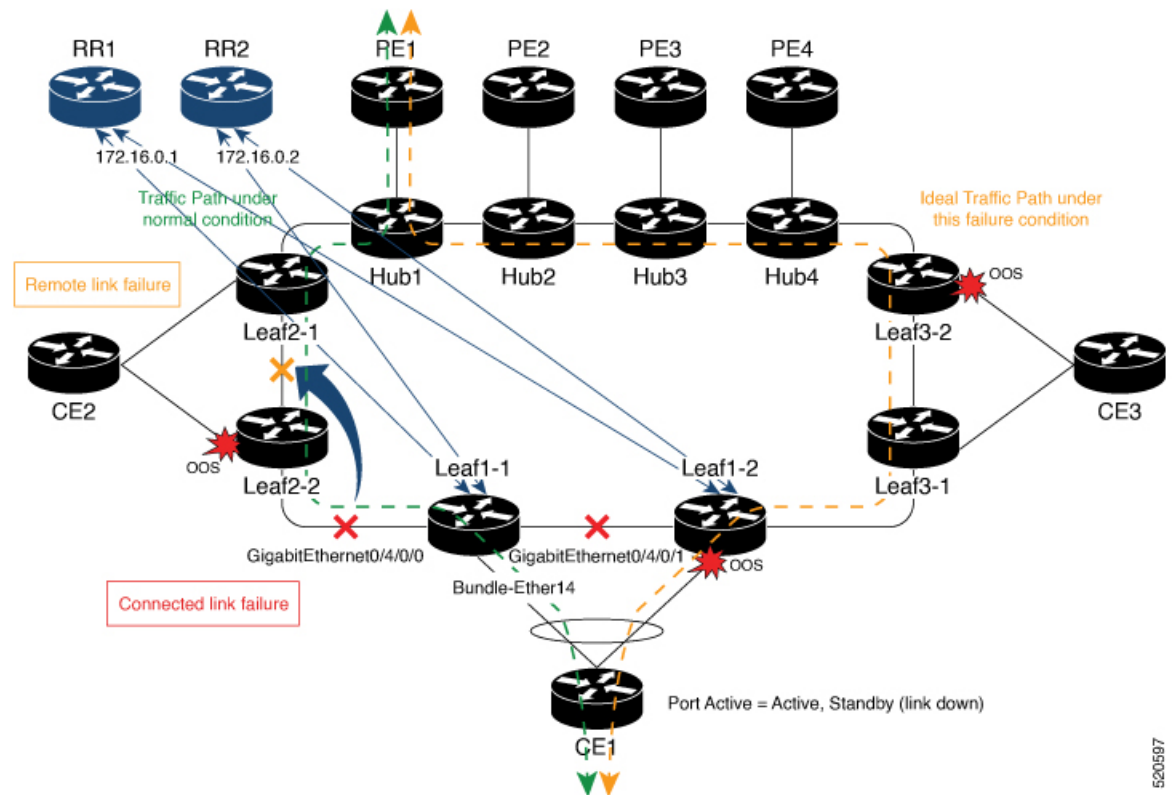 RR1
RR2
PE1
PE2
PE3
PE4
172.16.0.1
172.16.0.2
Traffic Path under
normal condition
Ideal Traffic Path under
this failure condition
Hub1
Hub2
Hub3
Hub4
Remote link failure
OOS
Leaf2-1
Leaf3-2
CE2
CE3
OOS
Leaf2-2
Leaf1-1
Leaf1-2
Leaf3-1
GigabitEthernet0/4/0/0
GigabitEthernet0/4/0/1
OOS
Bundle-Ether14
Connected link failure
Port Active = Active, Standby (link down)
CE1
520597